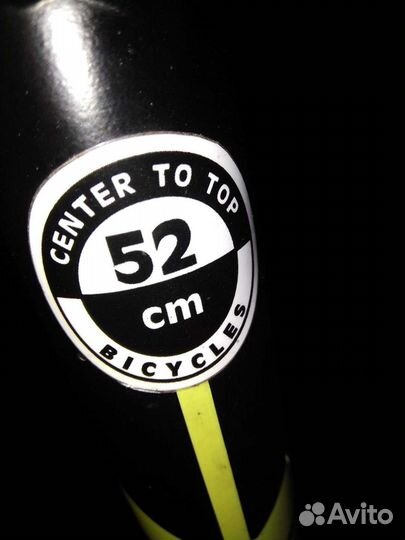 CENTER TO TOP
52
cm
BICYCLES
Avito